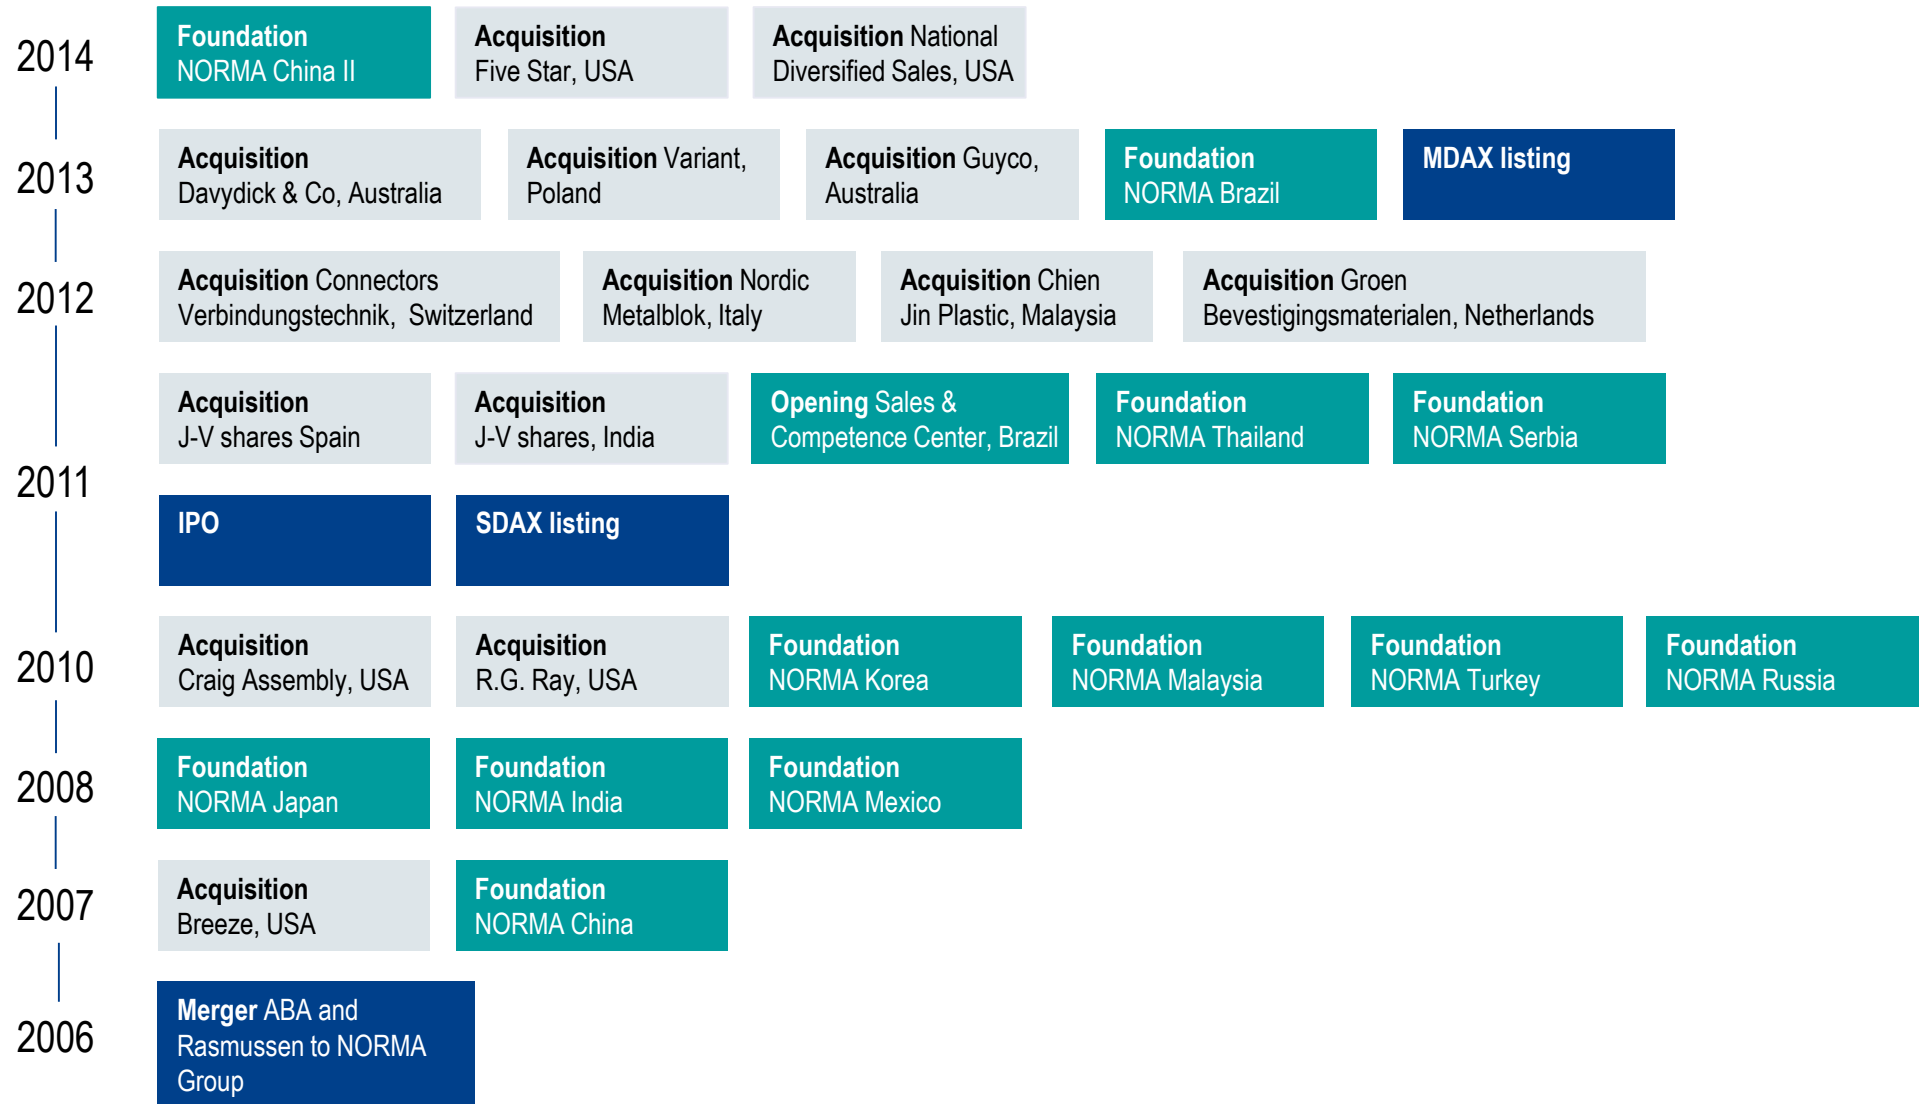 2014
Foundation
NORMA China II
Acquisition
Five Star, USA
Acquisition National
Diversified Sales, USA
2013
Acquisition
Davydick & Co, Australia
Acquisition Variant,
Poland
Acquisition Guyco,
Australia
Foundation
NORMA Brazil
MDAX listing
2012
Acquisition Connectors
Verbindungstechnik, Switzerland
Acquisition Nordic
Metalblok, Italy
Acquisition Chien
Jin Plastic, Malaysia
Acquisition Groen
Bevestigingsmaterialen, Netherlands
2011
Acquisition
J-V shares Spain
Acquisition
J-V shares, India
Opening Sales &
Competence Center, Brazil
Foundation
NORMA Thailand
Foundation
NORMA Serbia
IPO
SDAX listing
2010
Acquisition
Craig Assembly, USA
Acquisition
R.G. Ray, USA
Foundation
NORMA Korea
Foundation
NORMA Malaysia
Foundation
NORMA Turkey
Foundation
NORMA Russia
2008
Foundation
NORMA Japan
Foundation
NORMA India
Foundation
NORMA Mexico
2007
Acquisition
Breeze, USA
Foundation
NORMA China
2006
Merger ABA and
Rasmussen to NORMA
Group